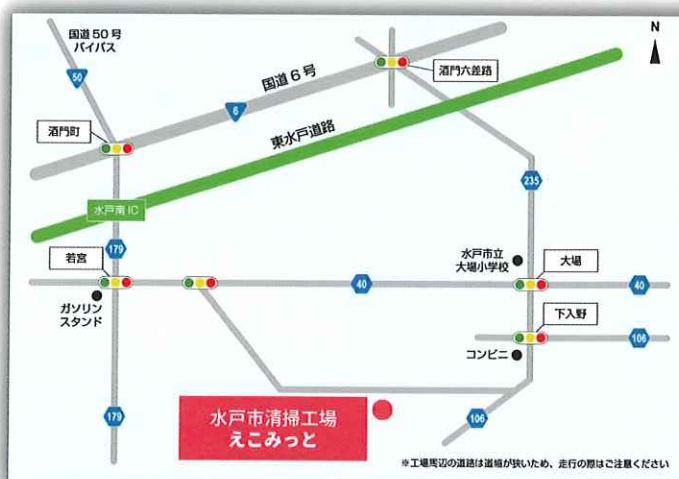 国道50号
バイパス
50
国道6号
6
酒門六差路
N
酒門町
東水戸道路
水戸南IC
235
179
若宮
水戸市立
大場小学校
大場
40
40
ガソリン
スタンド
下入野
106
コンビニ
179
水戸市清掃工場
えこみっと
106
※工場周辺の道路は道幅が狭いため、走行の際はご注意ください